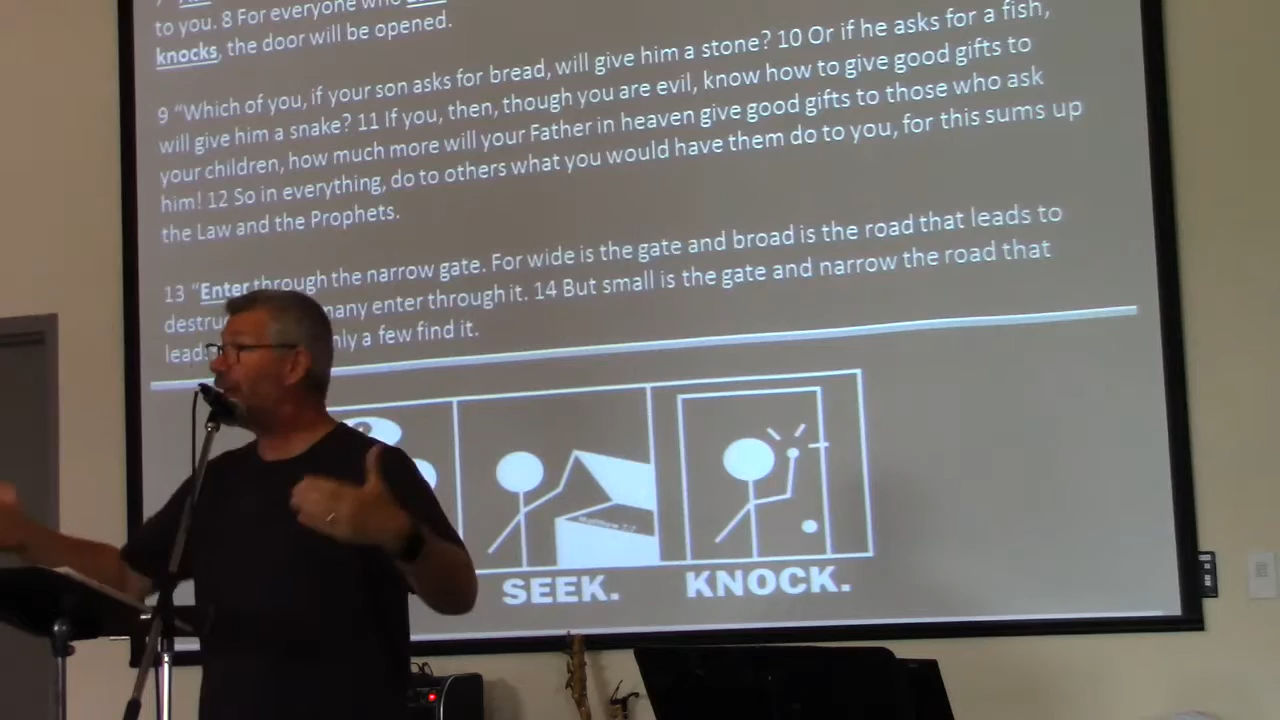 to you. 8 For everyone who
knocks, the door will be opened.
9 “Which of you, if your son asks for bread, will give him a stone? 10 Or if he asks for a fish,
will give him a snake? 11 If you, then, though you are evil, know how to give good gifts to
your children, how much more will your Father in heaven give good gifts to those who ask
him! 12 So in everything, do to others what you would have them do to you, for this sums up
the Law and the Prophets.
13 “Enter through the narrow gate. For wide is the gate and broad is the road that leads to
many enter through it. 14 But small is the gate and narrow the road that
a few find it.
Matthew 7:7
SEEK. KNOCK.